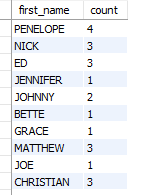 first_name count
PENELOPE 4
NICK 3
ED 3
JENNIFER 1
JOHNNY 2
BETTE 1
GRACE 1
MATTHEW 3
JOE 1
CHRISTIAN 3